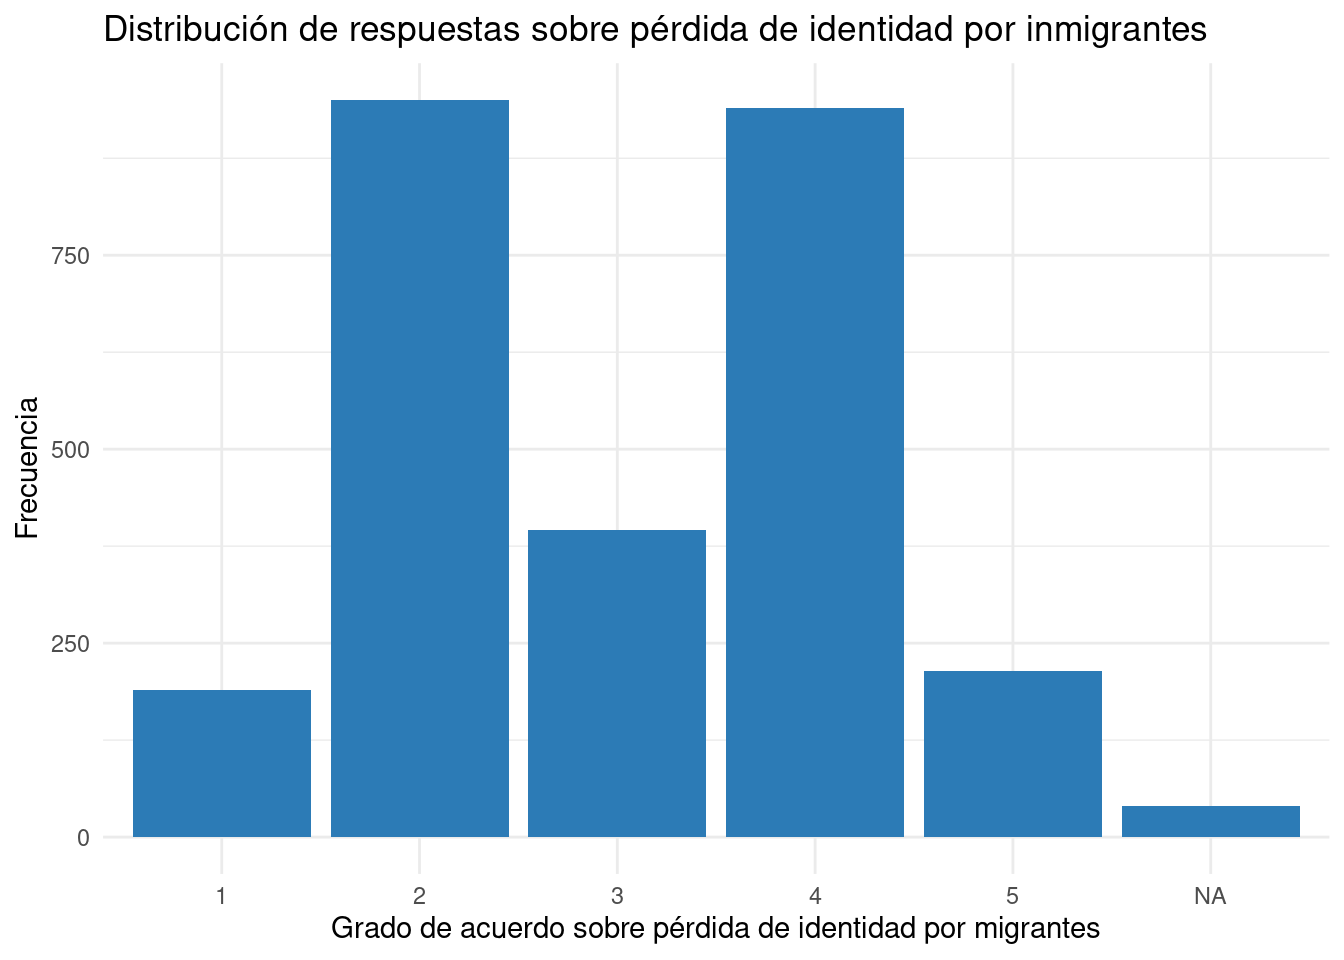 Distribución de respuestas sobre pérdida de identidad por inmigrantes
Frecuencia
750
500
250
0
1 2 3 4 5 NA
Grado de acuerdo sobre pérdida de identidad por migrantes